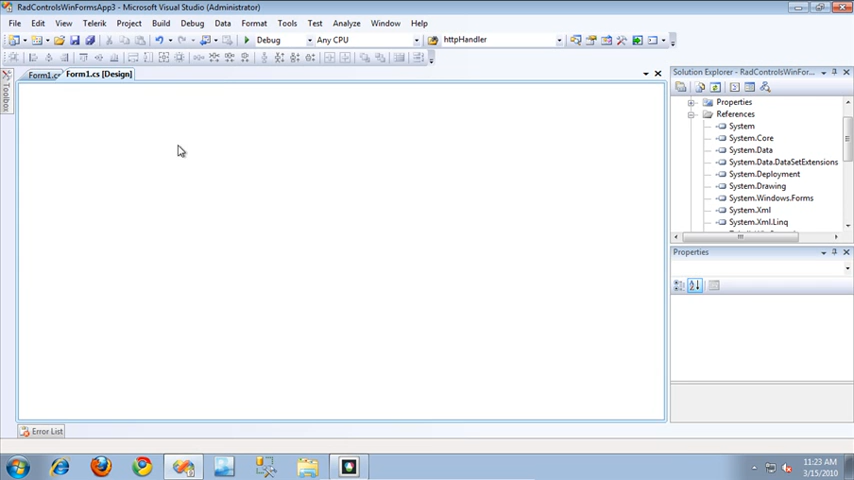 RadControlsWinFormsApp3 - Microsoft Visual Studio (Administrator)
File Edit View Telerik Project Build Debug Data Format Tools Test Analyze Window Help
Debug Any CPU httpHandler
Form1.cs Form1.cs [Design]
Toolbox
Solution Explorer - RadControlsWinFor...
Properties
References
System
System.Core
System.Data
System.Data.DataSetExtensions
System.Deployment
System.Drawing
System.Windows.Forms
System.Xml
System.Xml.Linq
Properties
Error List
11:23 AM
3/15/2010